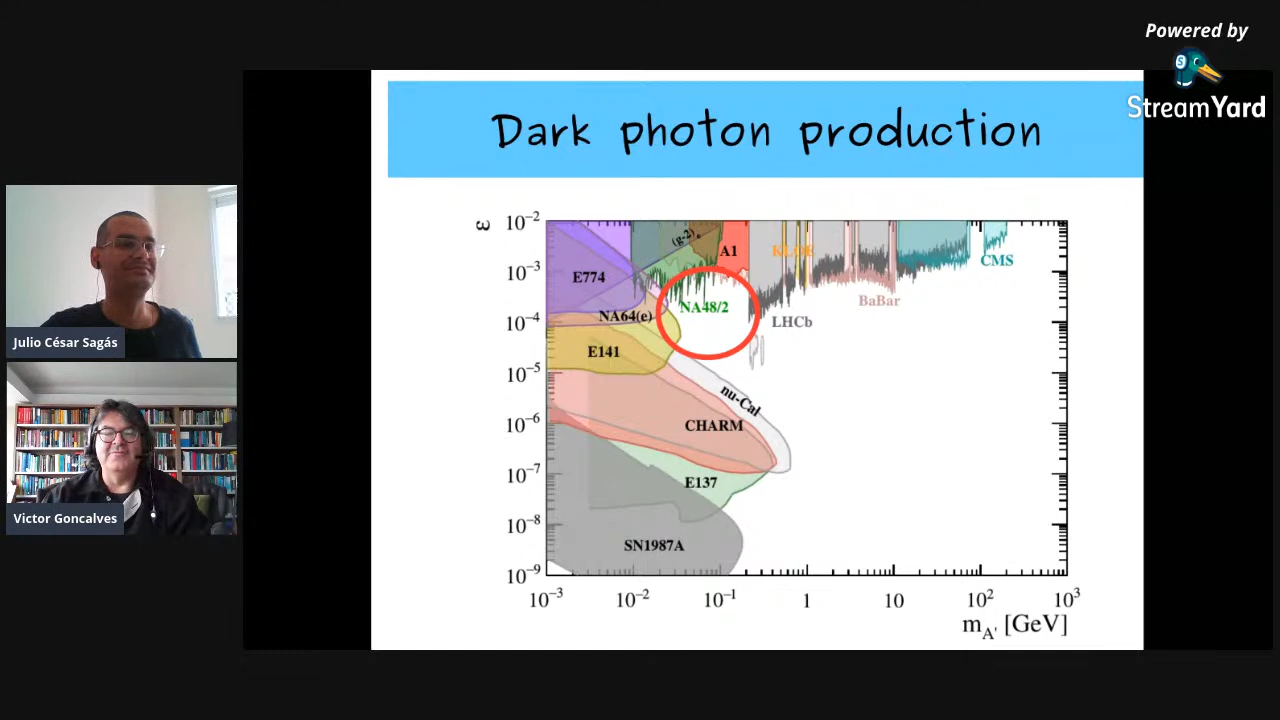 Powered by
StreamYard
Dark photon production
ε
10⁻²
10⁻³
10⁻⁴
10⁻⁵
10⁻⁶
10⁻⁷
10⁻⁸
10⁻⁹
(g-2)ₑ
A1
KLOE
CMS
E774
BaBar
NA48/2
NA64(e)
LHCb
E141
nu-Cal
CHARM
E137
SN1987A
10⁻³
10⁻²
10⁻¹
1
10
10²
10³
m_A' [GeV]
Julio César Sagás
Victor Goncalves